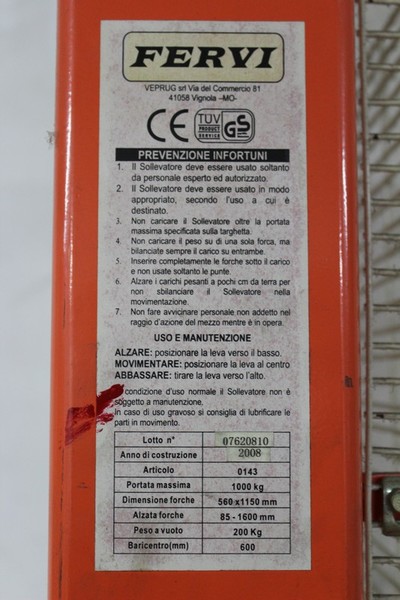 FERVI
VEPRUG srl Via del Commercio 81
41058 Vignola –MO-
CE TÜV PRODUCT SERVICE GS
PREVENZIONE INFORTUNI
1. Il Sollevatore deve essere usato soltanto
da personale esperto ed autorizzato.
2. Il Sollevatore deve essere usato in modo
appropriato, secondo l'uso a cui è
destinato.
3. Non caricare il Sollevatore oltre la portata
massima specificata sulla targhetta.
4. Non caricare il peso su di una sola forca, ma
bilanciate sempre il carico su entrambe.
5. Inserire completamente le forche sotto il carico
e non usate soltanto le punte.
6. Alzare i carichi pesanti a pochi cm da terra per
non sbilanciare il Sollevatore nella
movimentazione.
7. Non fare avvicinare personale non addetto nel
raggio d'azione del mezzo mentre è in opera.
USO E MANUTENZIONE
ALZARE: posizionare la leva verso il basso.
MOVIMENTARE: posizionare la leva al centro
ABBASSARE: tirare la leva verso l'alto.
condizione d'uso normale il Sollevatore non è
soggetto a manutenzione.
In caso di uso gravoso si consiglia di lubrificare le
parti in movimento.
Lotto n° 07620810
Anno di costruzione 2008
Articolo 0143
Portata massima 1000 kg
Dimensione forche 560 x1150 mm
Alzata forche 85 - 1600 mm
Peso a vuoto 200 Kg
Baricentro(mm) 600